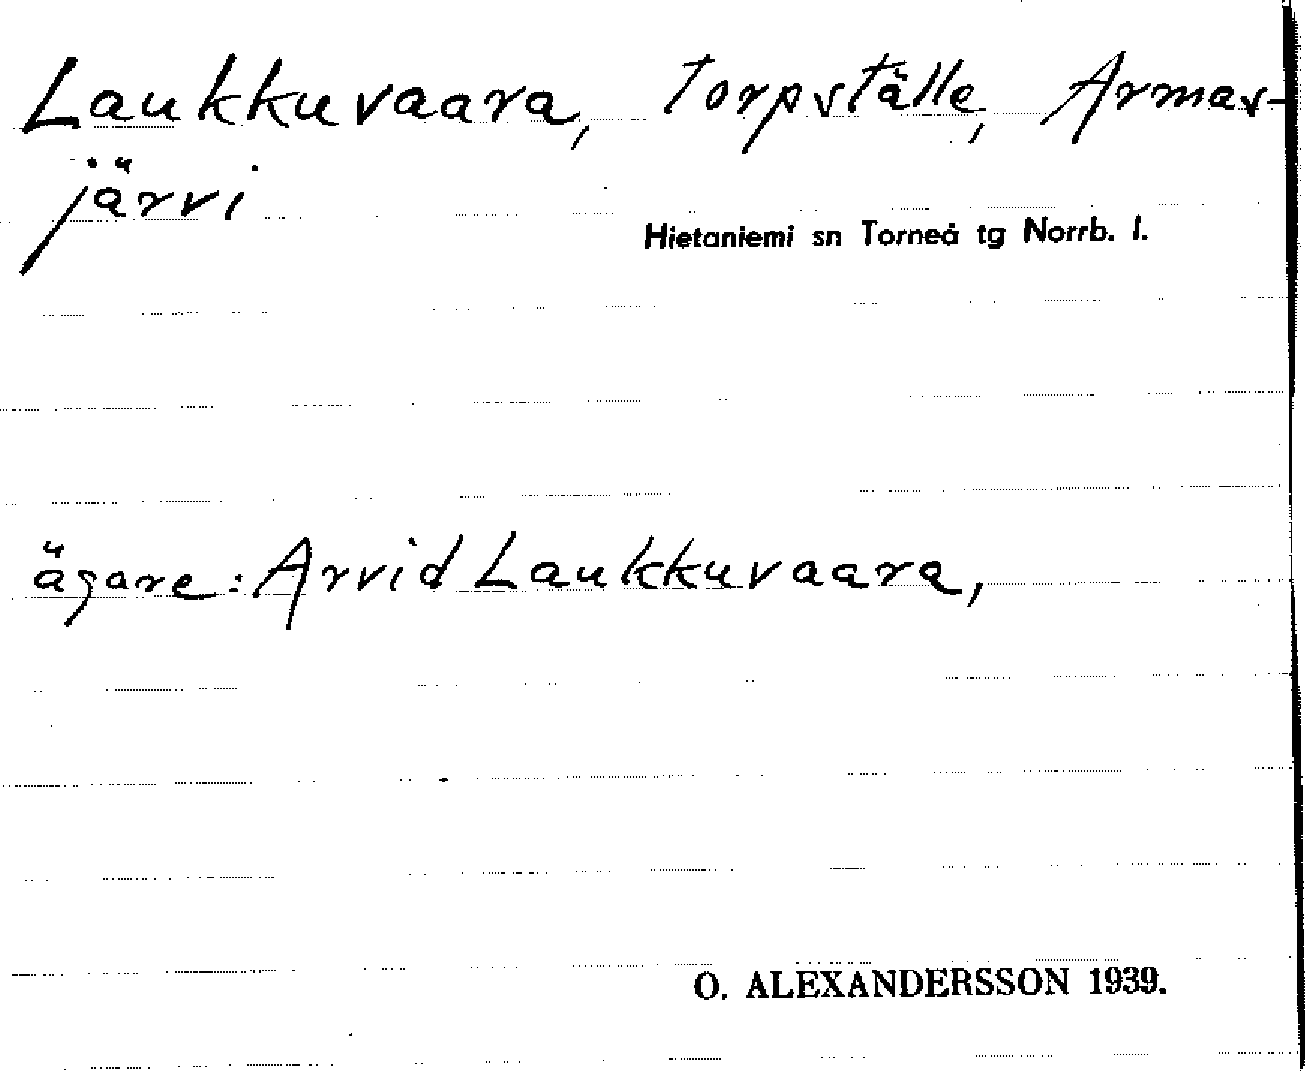 Laukkuvaara, Torpställe, Armas-
järvi
Hietaniemi sn Torneå tg Norrb. l.
ägare: Arvid Laukkuvaara,
O. ALEXANDERSSON 1939.